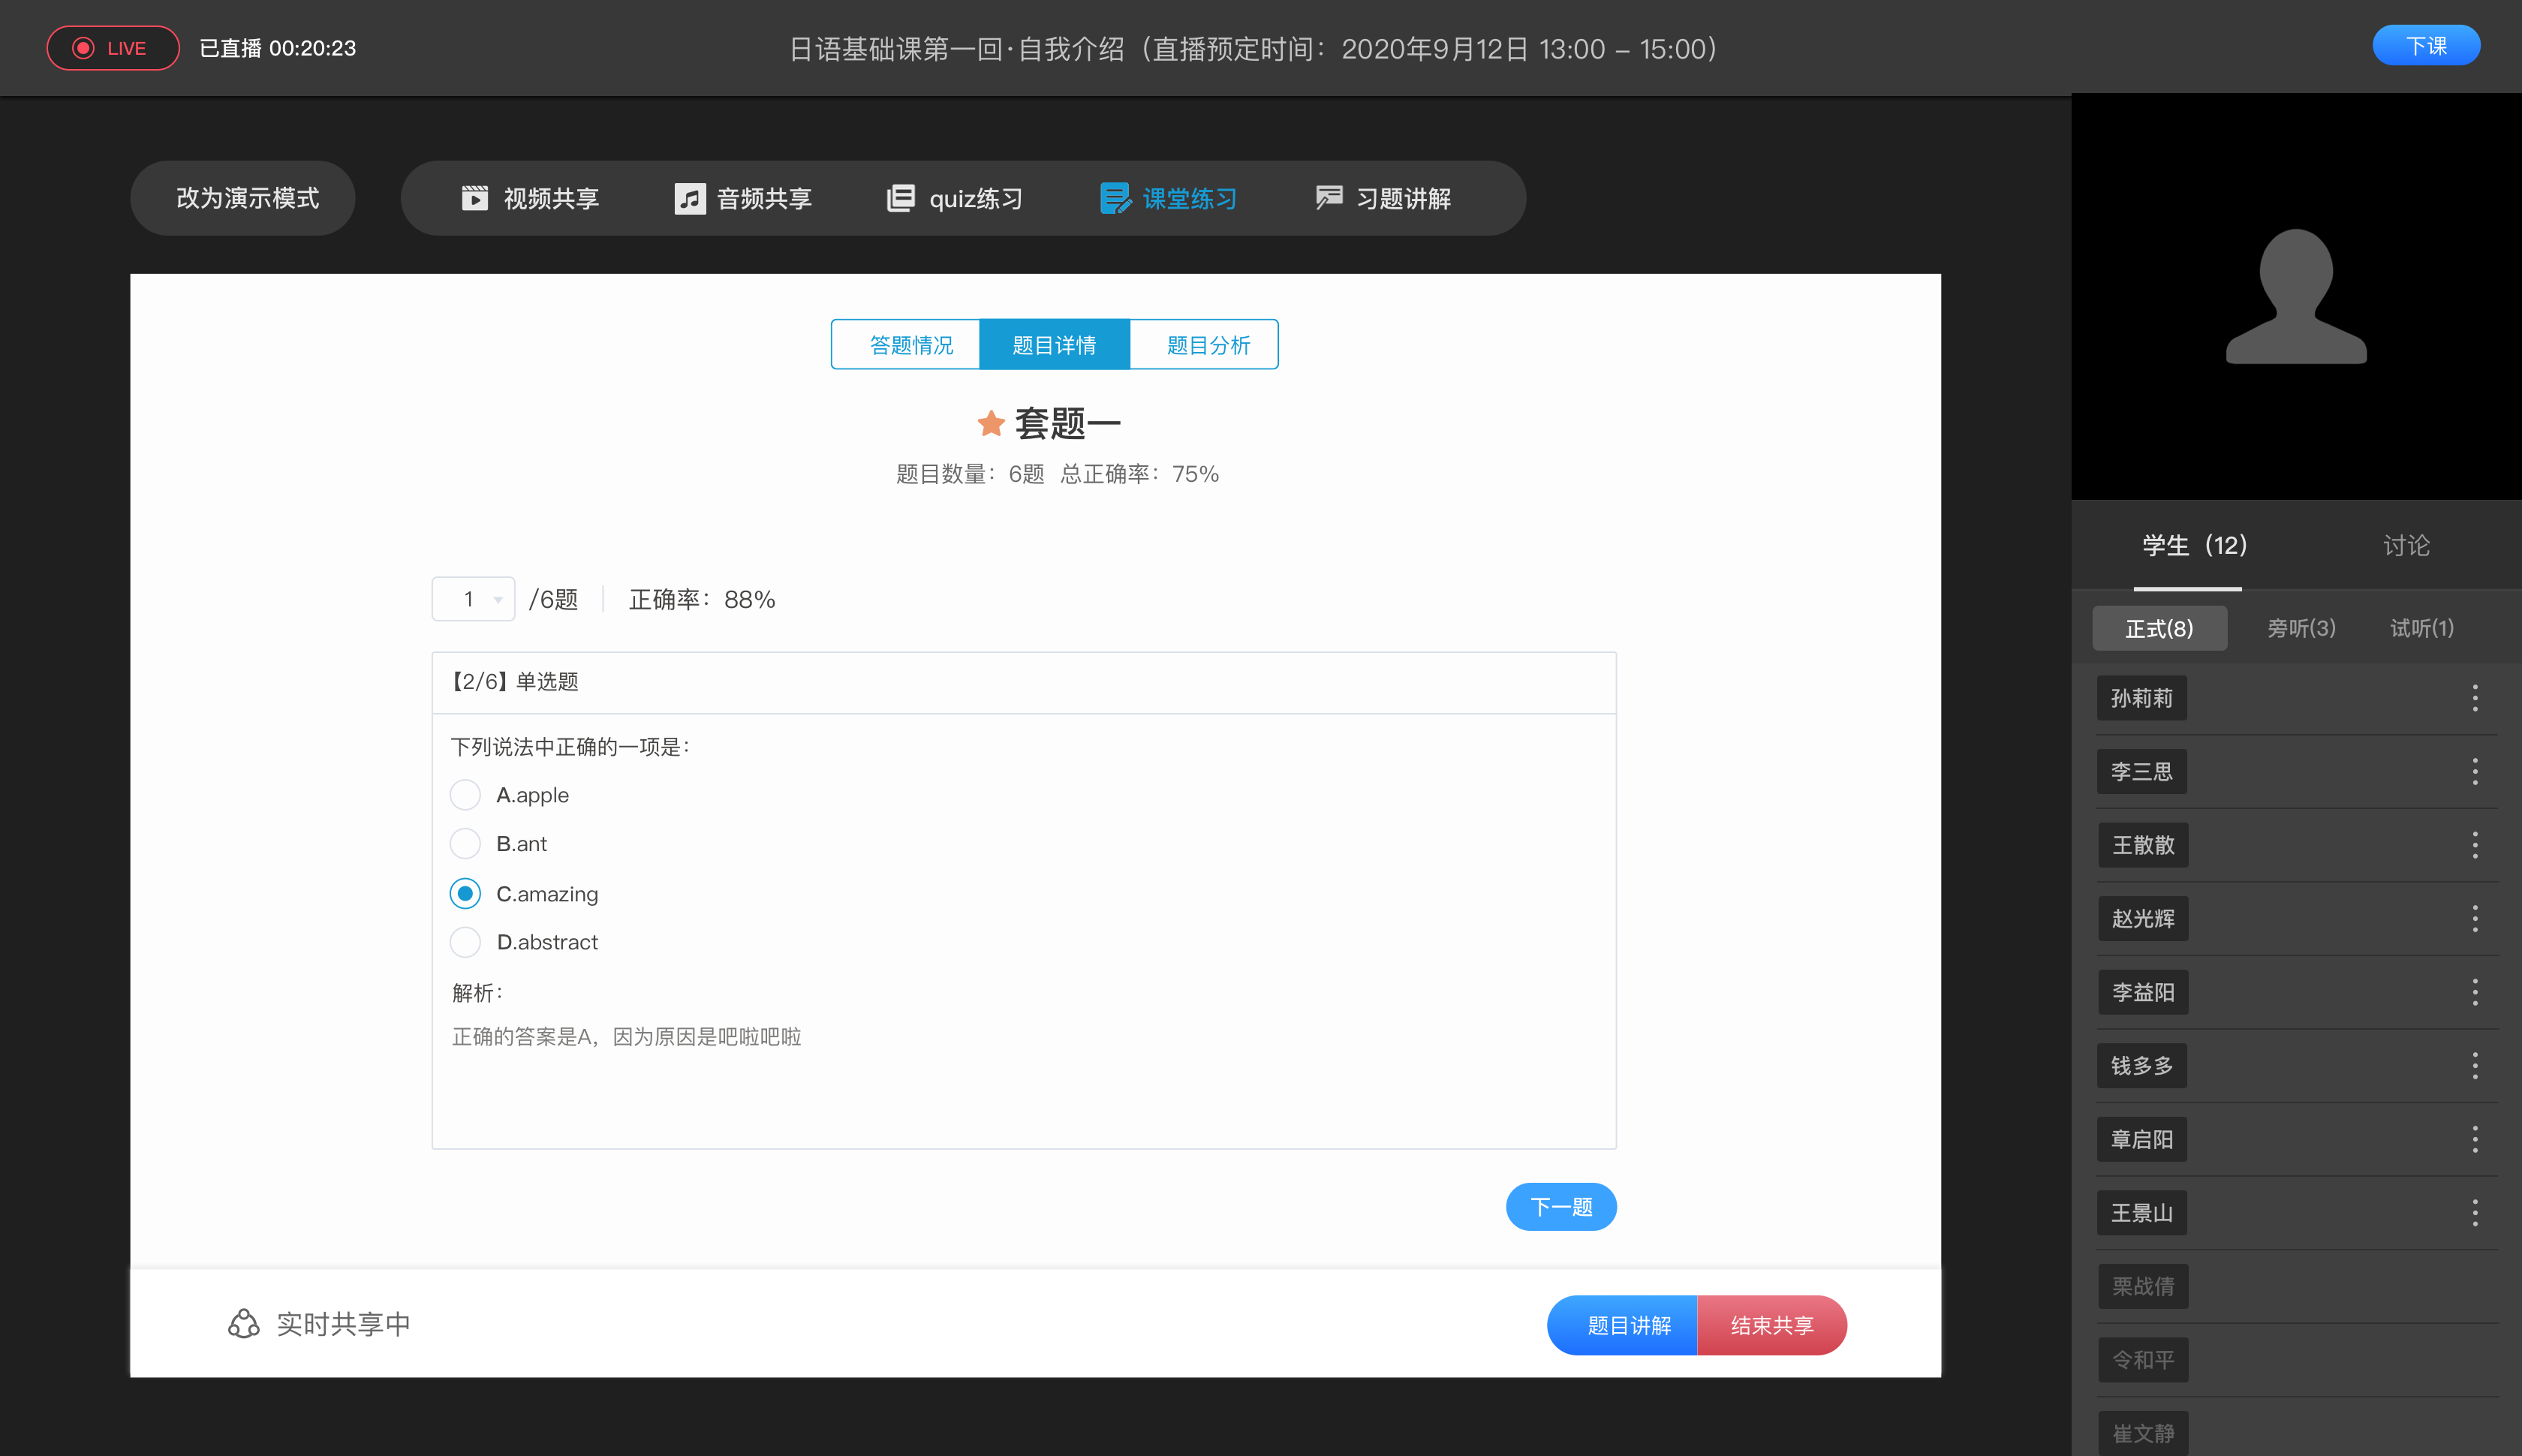 LIVE 已直播 00:20:23
日语基础课第一回·自我介绍（直播预定时间：2020年9月12日 13:00 – 15:00）
下课
改为演示模式
视频共享 音频共享 quiz练习 课堂练习 习题讲解
答题情况 题目详情 题目分析
套题一
题目数量：6题 总正确率：75%
1 /6题 正确率：88%
【2/6】单选题
下列说法中正确的一项是：
A.apple
B.ant
C.amazing
D.abstract
解析：
正确的答案是A，因为原因是吧啦吧啦
下一题
实时共享中
题目讲解 结束共享
学生（12） 讨论
正式(8) 旁听(3) 试听(1)
孙莉莉
李三思
王散散
赵光辉
李益阳
钱多多
章启阳
王景山
栗战倩
令和平
崔文静